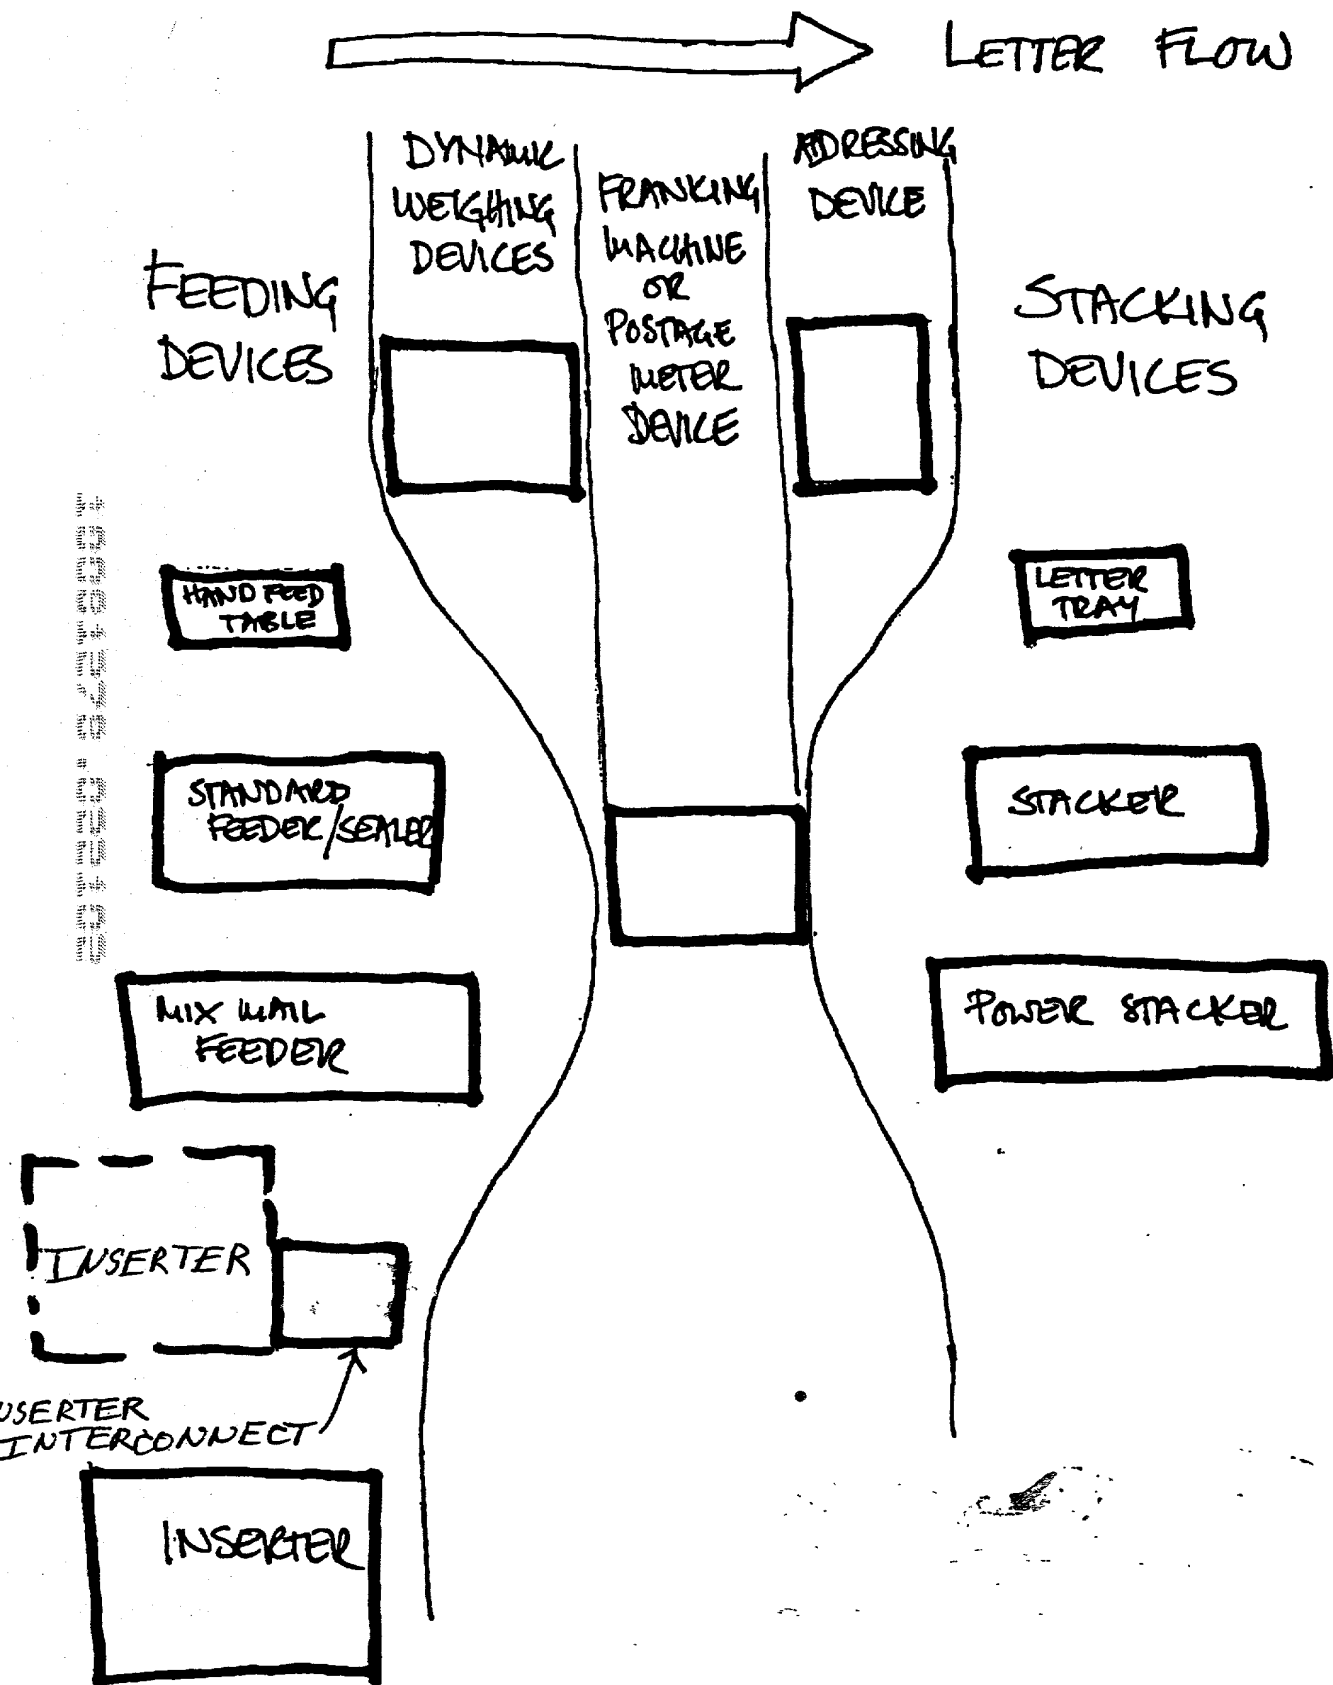 LETTER FLOW
DYNAMIC
WEIGHING
DEVICES
ADDRESSING
DEVICE
FRANKING
MACHINE
OR
POSTAGE
METER
DEVICE
FEEDING
DEVICES
STACKING
DEVICES
HAND FEED
TABLE
LETTER
TRAY
STANDARD
FEEDER/SEALER
STACKER
MIX MAIL
FEEDER
POWER STACKER
INSERTER
NSERTER
INTERCONNECT
INSERTER